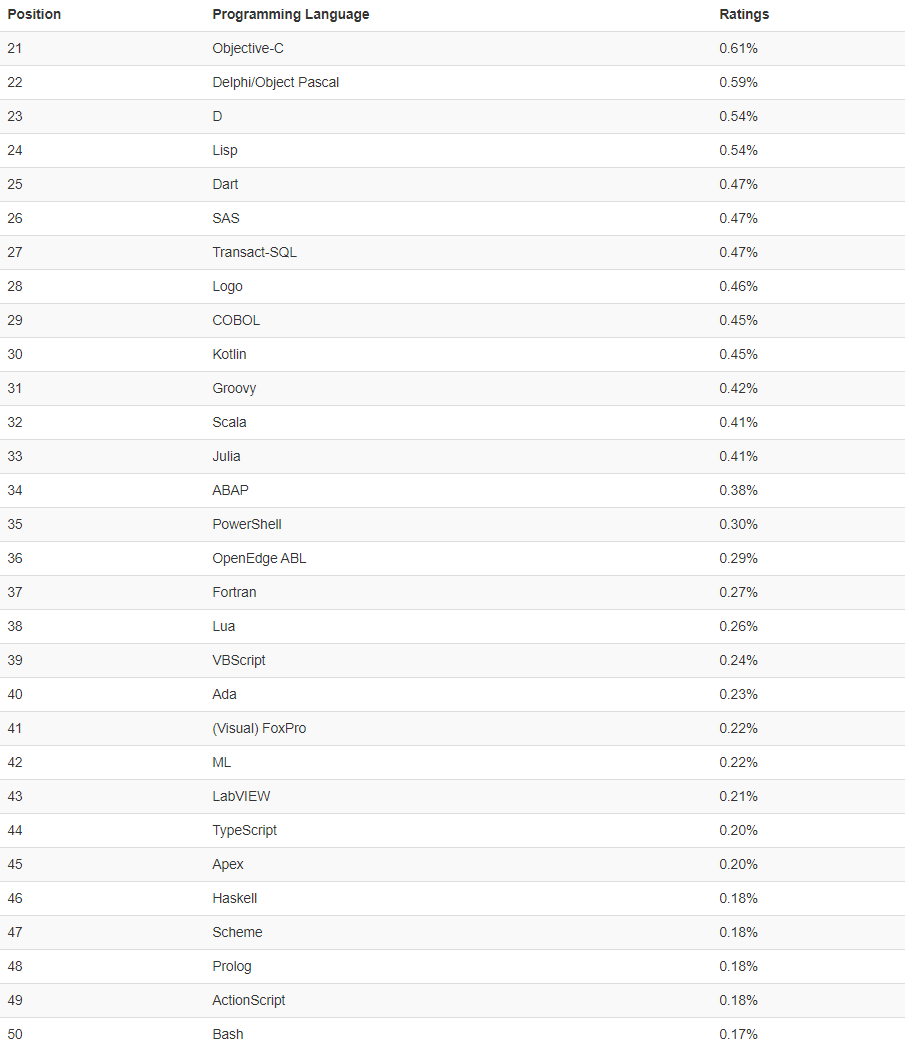 Position Programming Language Ratings
21 Objective-C 0.61%
22 Delphi/Object Pascal 0.59%
23 D 0.54%
24 Lisp 0.54%
25 Dart 0.47%
26 SAS 0.47%
27 Transact-SQL 0.47%
28 Logo 0.46%
29 COBOL 0.45%
30 Kotlin 0.45%
31 Groovy 0.42%
32 Scala 0.41%
33 Julia 0.41%
34 ABAP 0.38%
35 PowerShell 0.30%
36 OpenEdge ABL 0.29%
37 Fortran 0.27%
38 Lua 0.26%
39 VBScript 0.24%
40 Ada 0.23%
41 (Visual) FoxPro 0.22%
42 ML 0.22%
43 LabVIEW 0.21%
44 TypeScript 0.20%
45 Apex 0.20%
46 Haskell 0.18%
47 Scheme 0.18%
48 Prolog 0.18%
49 ActionScript 0.18%
50 Bash 0.17%